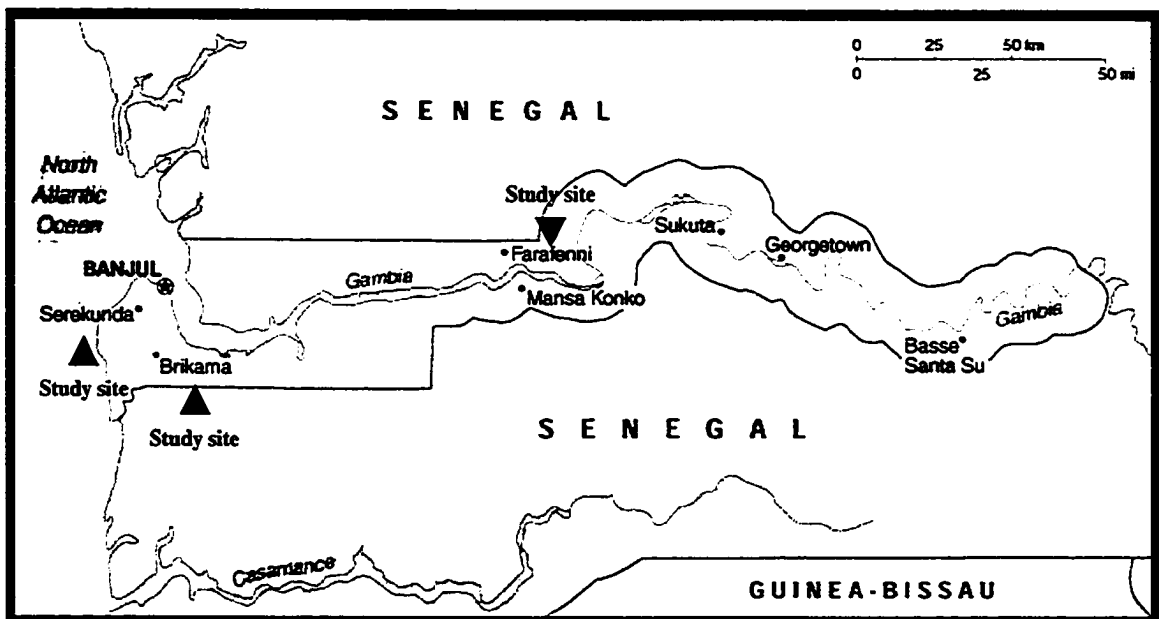 0 25 50 km
0 25 50 mi
SENEGAL
North
Atlantic
Ocean
Study site
Sukuta
Georgetown
Farafenni
BANJUL
Gambia
Mansa Konko
Serekunda
Gambia
Basse
Santa Su
Brikama
Study site
Study site
SENEGAL
Casamance
GUINEA-BISSAU